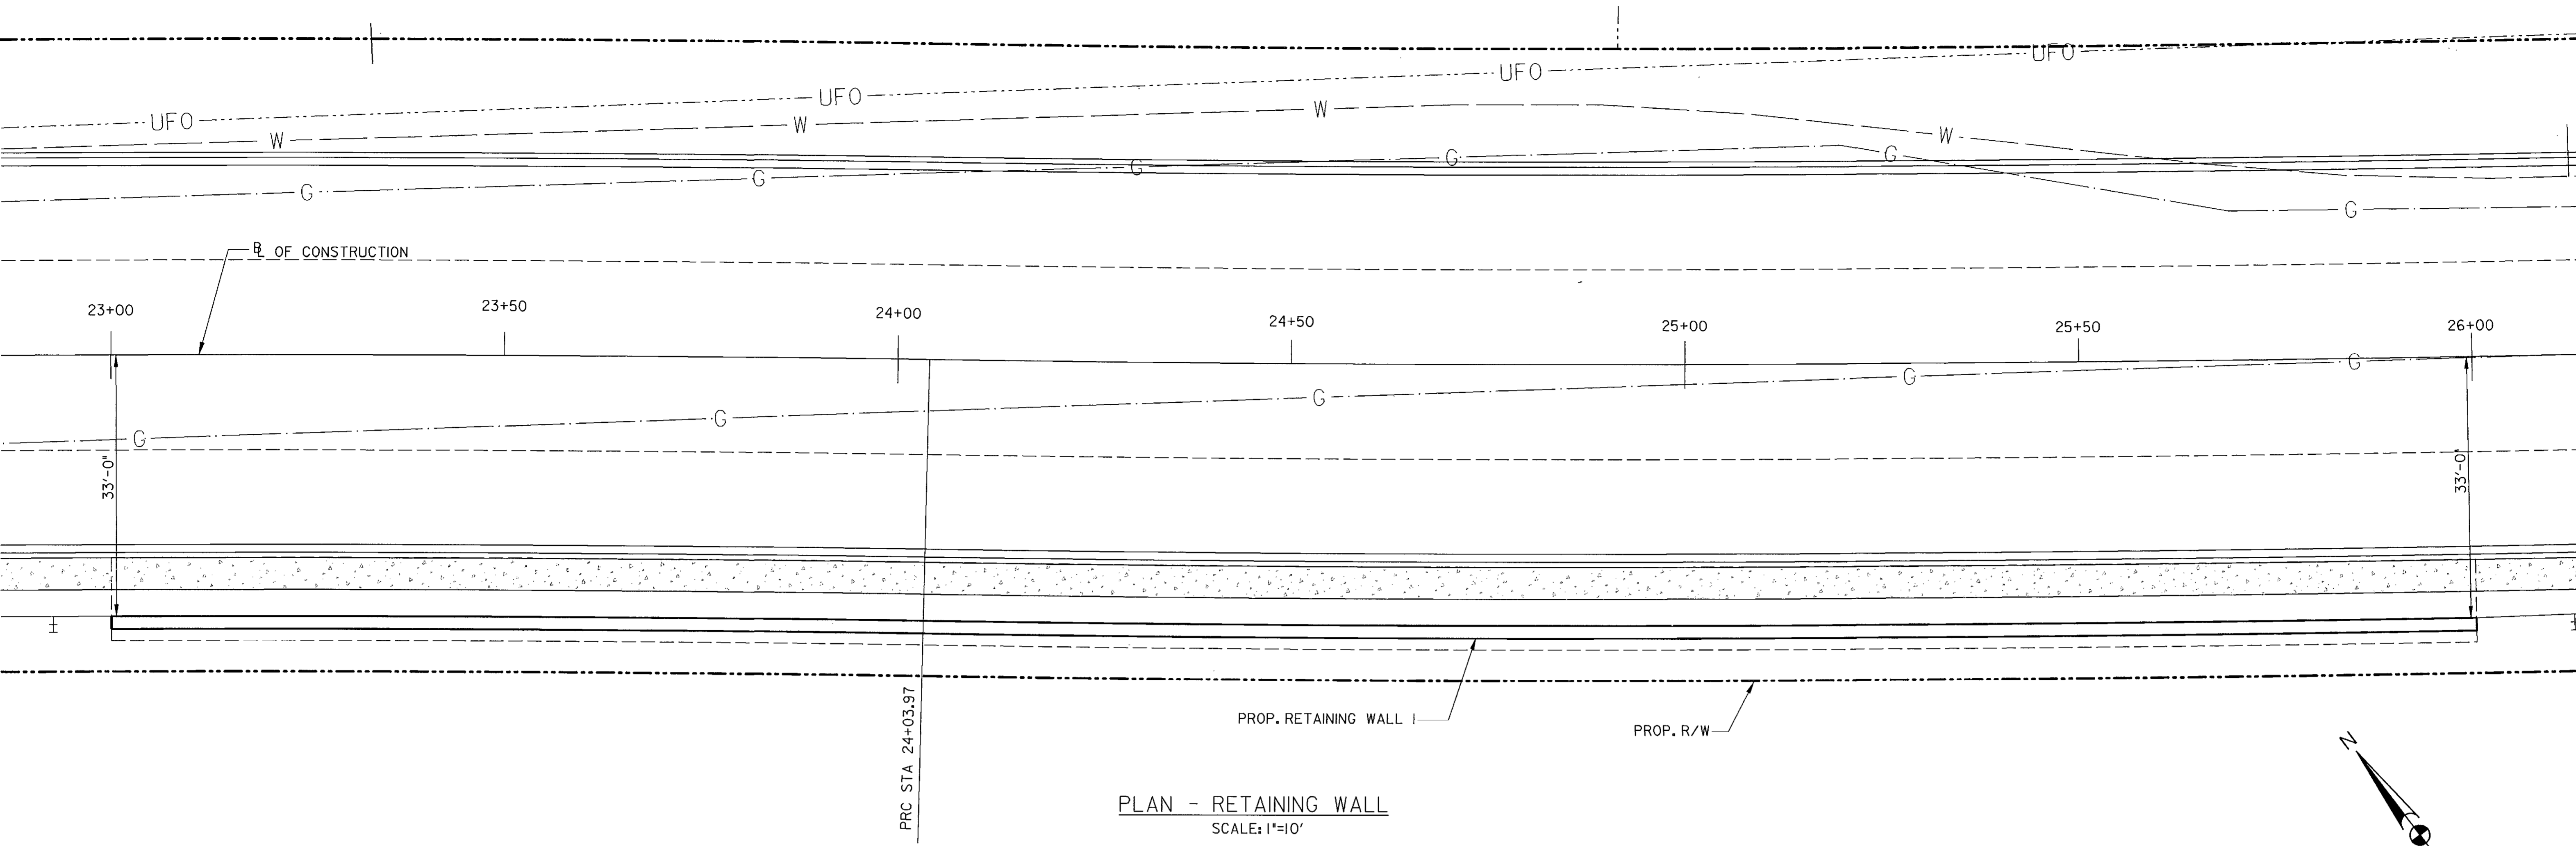 UFO
UFO
UFO
UFO
W
W
W
W
G
G
G
G
G
G
BL OF CONSTRUCTION
23+00
23+50
24+00
24+50
25+00
25+50
26+00
G
G
G
G
G
33'-0"
33'-0"
PRC STA 24+03.97
PROP. RETAINING WALL 1
PROP. R/W
N
PLAN - RETAINING WALL
SCALE: 1"=10'